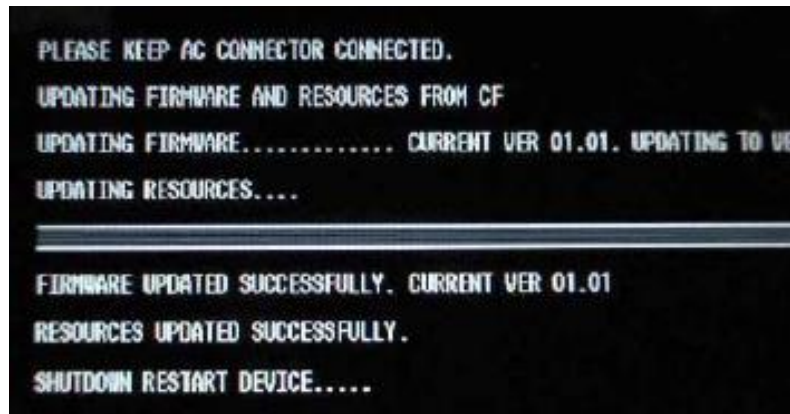 PLEASE KEEP AC CONNECTOR CONNECTED.
UPDATING FIRMWARE AND RESOURCES FROM CF
UPDATING FIRMWARE............. CURRENT VER 01.01. UPDATING TO VE
UPDATING RESOURCES....
FIRMWARE UPDATED SUCCESSFULLY. CURRENT VER 01.01
RESOURCES UPDATED SUCCESSFULLY.
SHUTDOWN RESTART DEVICE.....